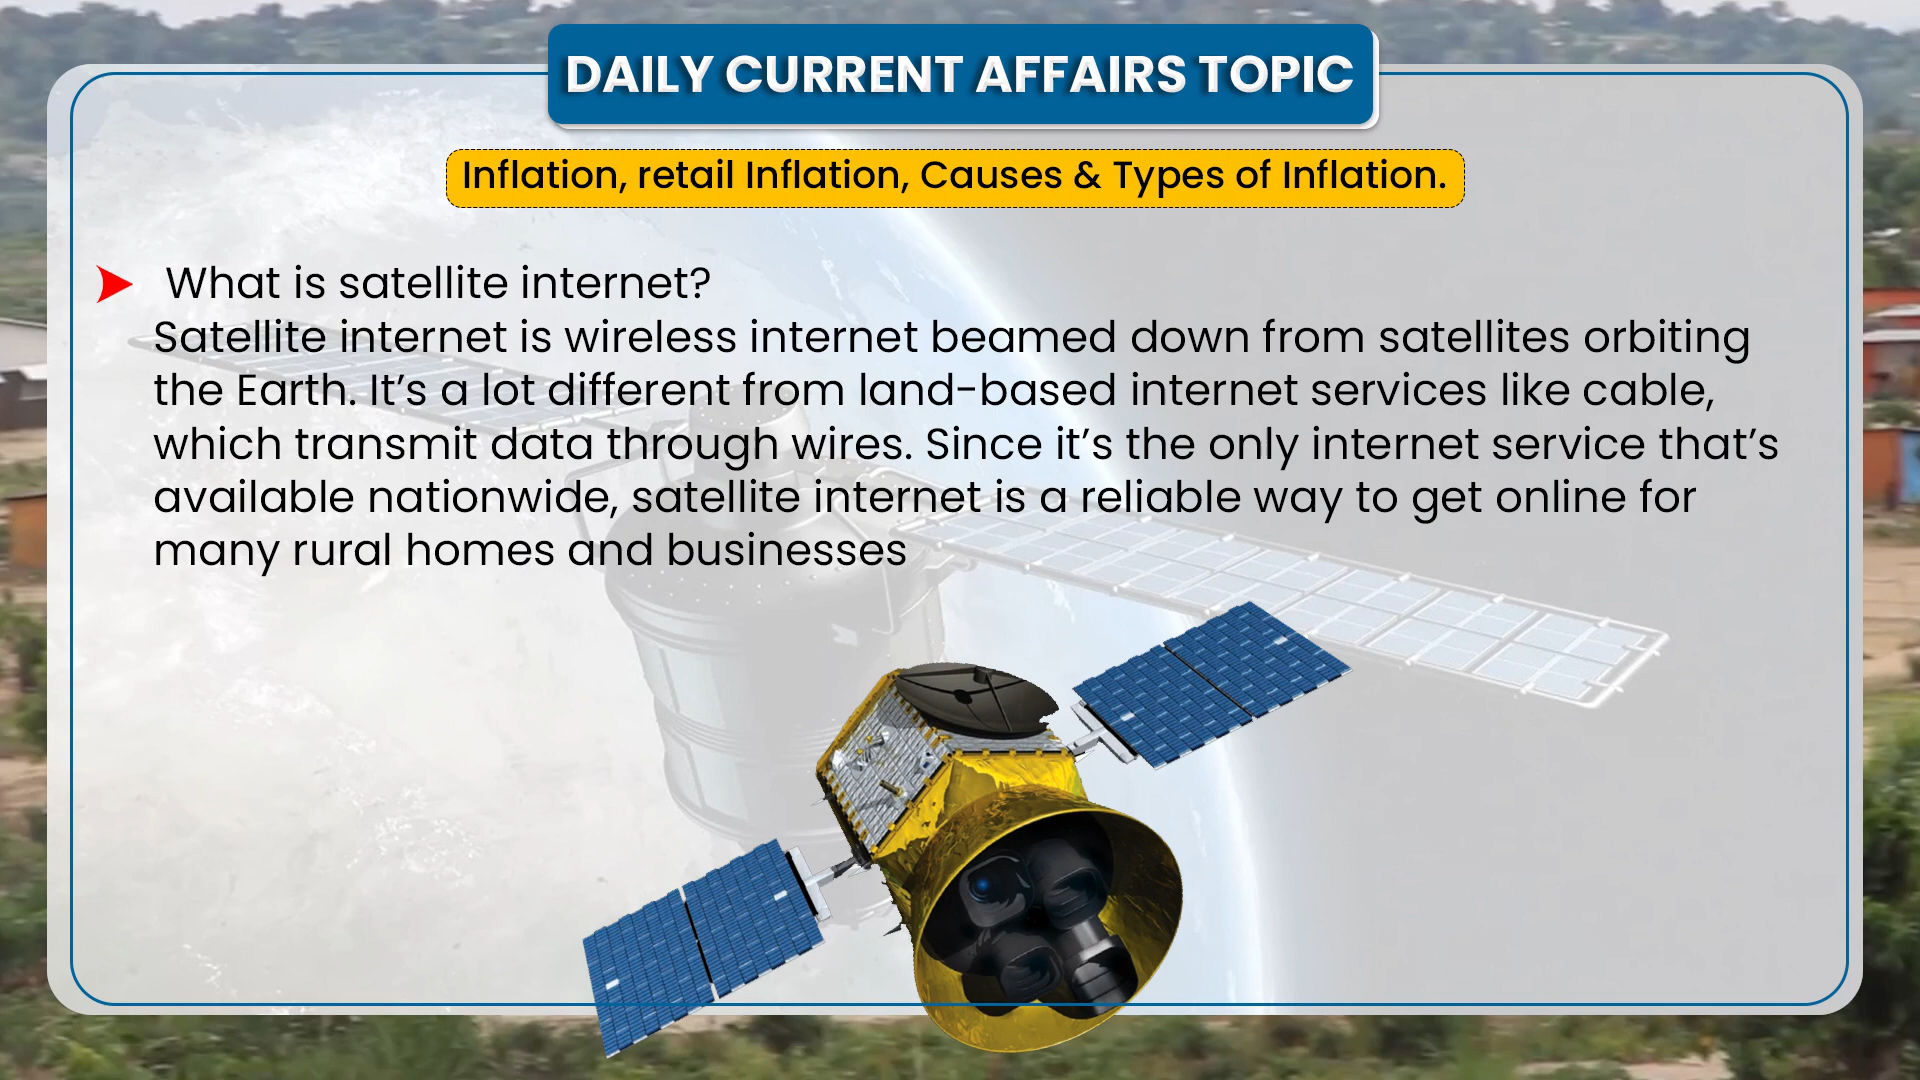 DAILY CURRENT AFFAIRS TOPIC
Inflation, retail Inflation, Causes & Types of Inflation.
What is satellite internet?
Satellite internet is wireless internet beamed down from satellites orbiting
the Earth. It’s a lot different from land-based internet services like cable,
which transmit data through wires. Since it’s the only internet service that’s
available nationwide, satellite internet is a reliable way to get online for
many rural homes and businesses